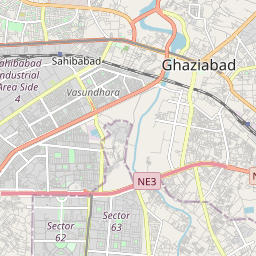 Ghaziabad
Sahibabad
Sahibabad
Industrial
Area Side
4
Vasundhara
NE3
N
Sector
62
Sector
63